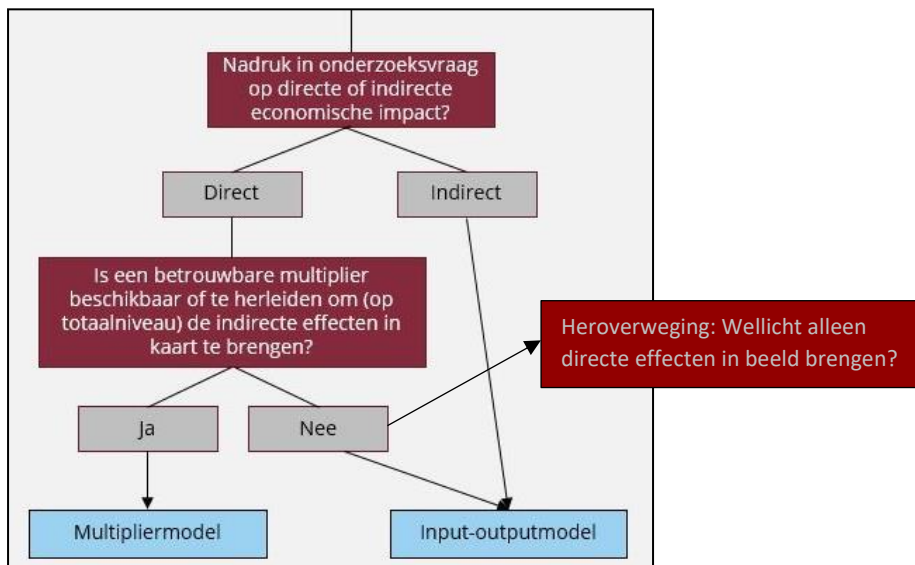 Nadruk in onderzoeksvraag
op directe of indirecte
economische impact?
Direct
Indirect
Is een betrouwbare multiplier
beschikbaar of te herleiden om (op
totaalniveau) de indirecte effecten in
kaart te brengen?
Heroverweging: Wellicht alleen
directe effecten in beeld brengen?
Ja
Nee
Multipliermodel
Input-outputmodel